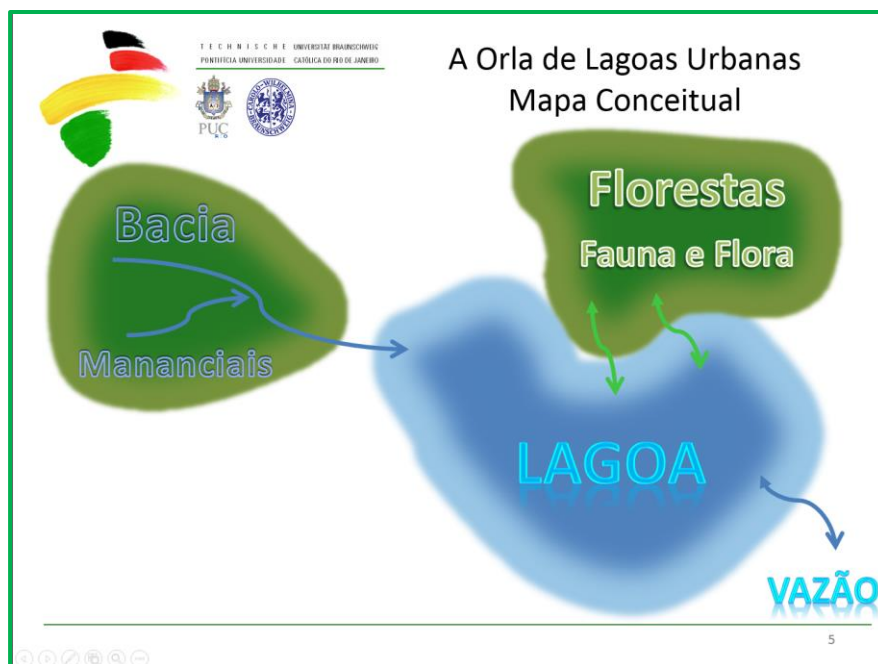 TECHNISCHE UNIVERSITÄT BRAUNSCHWEIG
PONTIFÍCIA UNIVERSIDADE CATÓLICA DO RIO DE JANEIRO
PUC
A Orla de Lagoas Urbanas
Mapa Conceitual
Bacia
Mananciais
Florestas
Fauna e Flora
LAGOA
VAZÃO
5